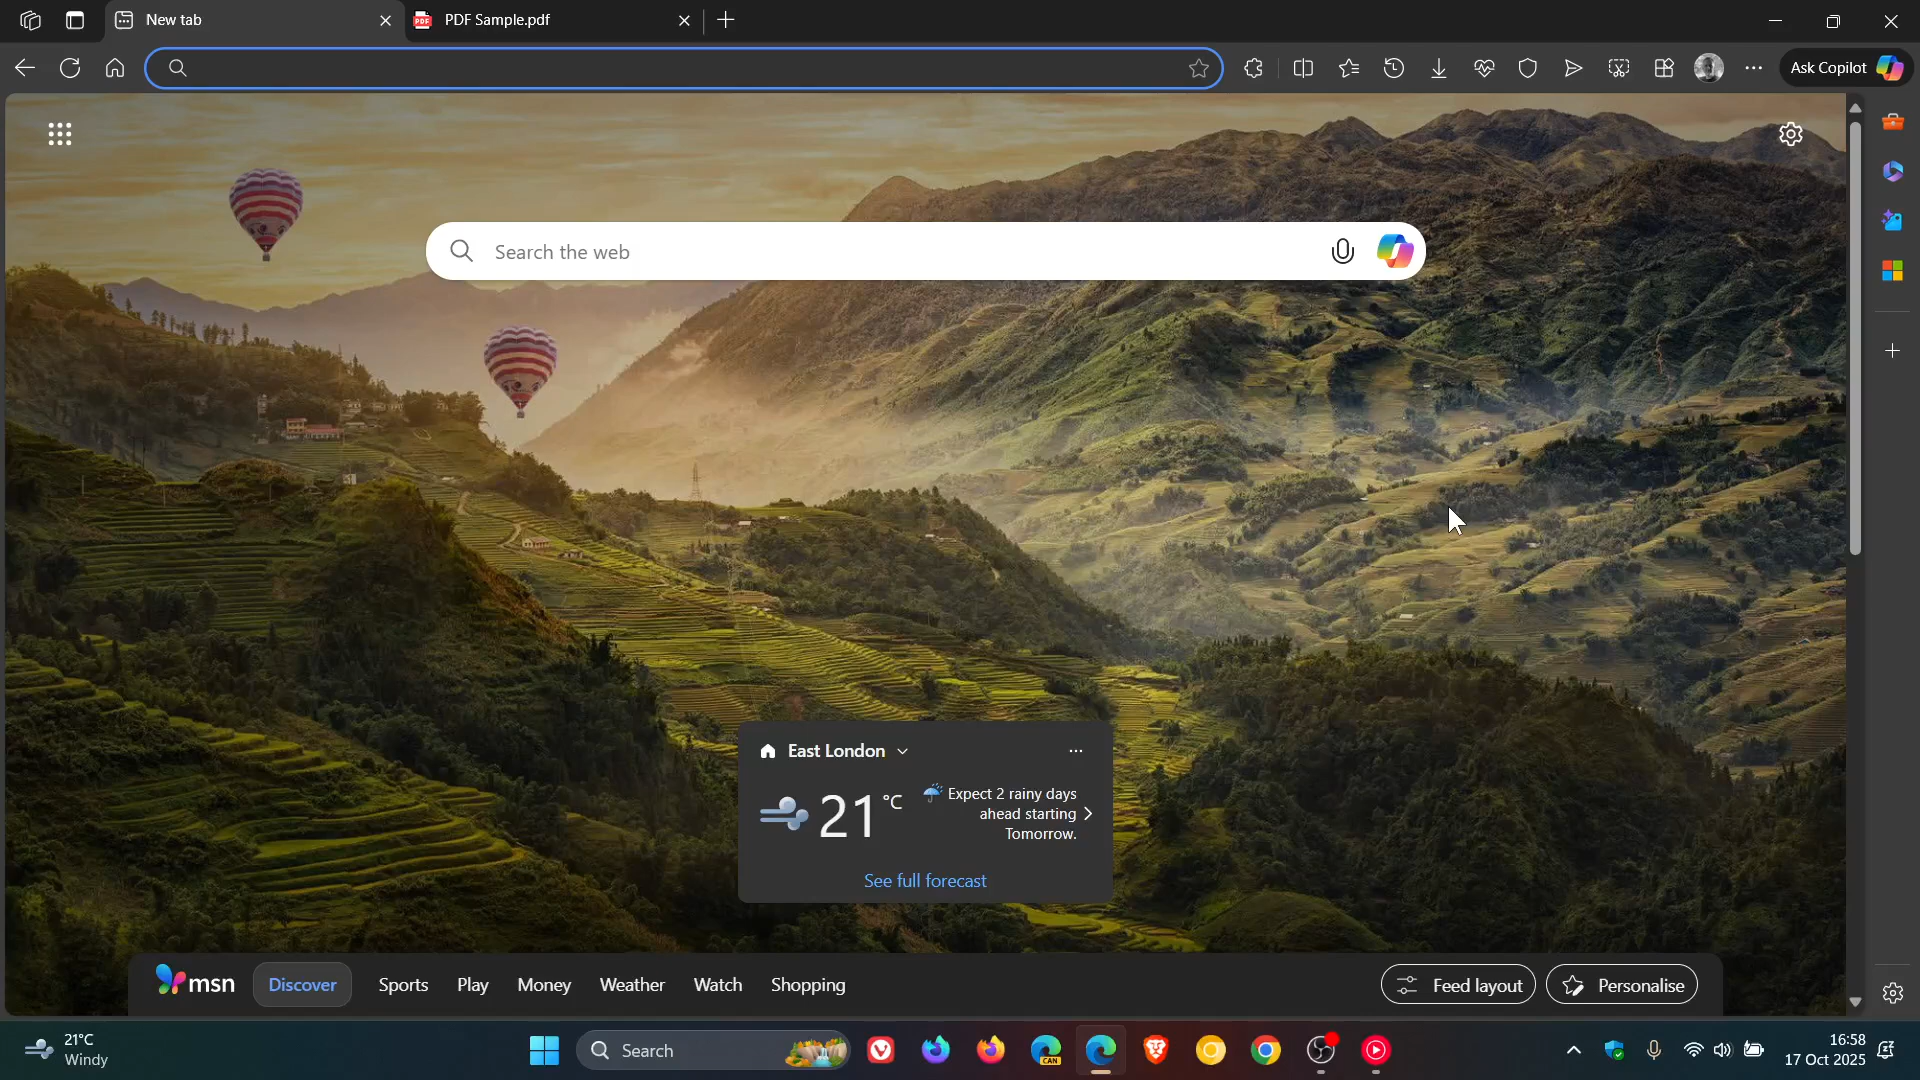 New tab
PDF Sample.pdf
Ask Copilot
Search the web
East London
21 °C
Expect 2 rainy days
ahead starting
Tomorrow.
See full forecast
msn
Discover
Sports
Play
Money
Weather
Watch
Shopping
Feed layout
Personalise
21°C
Windy
Search
CAN
16:58
17 Oct 2025